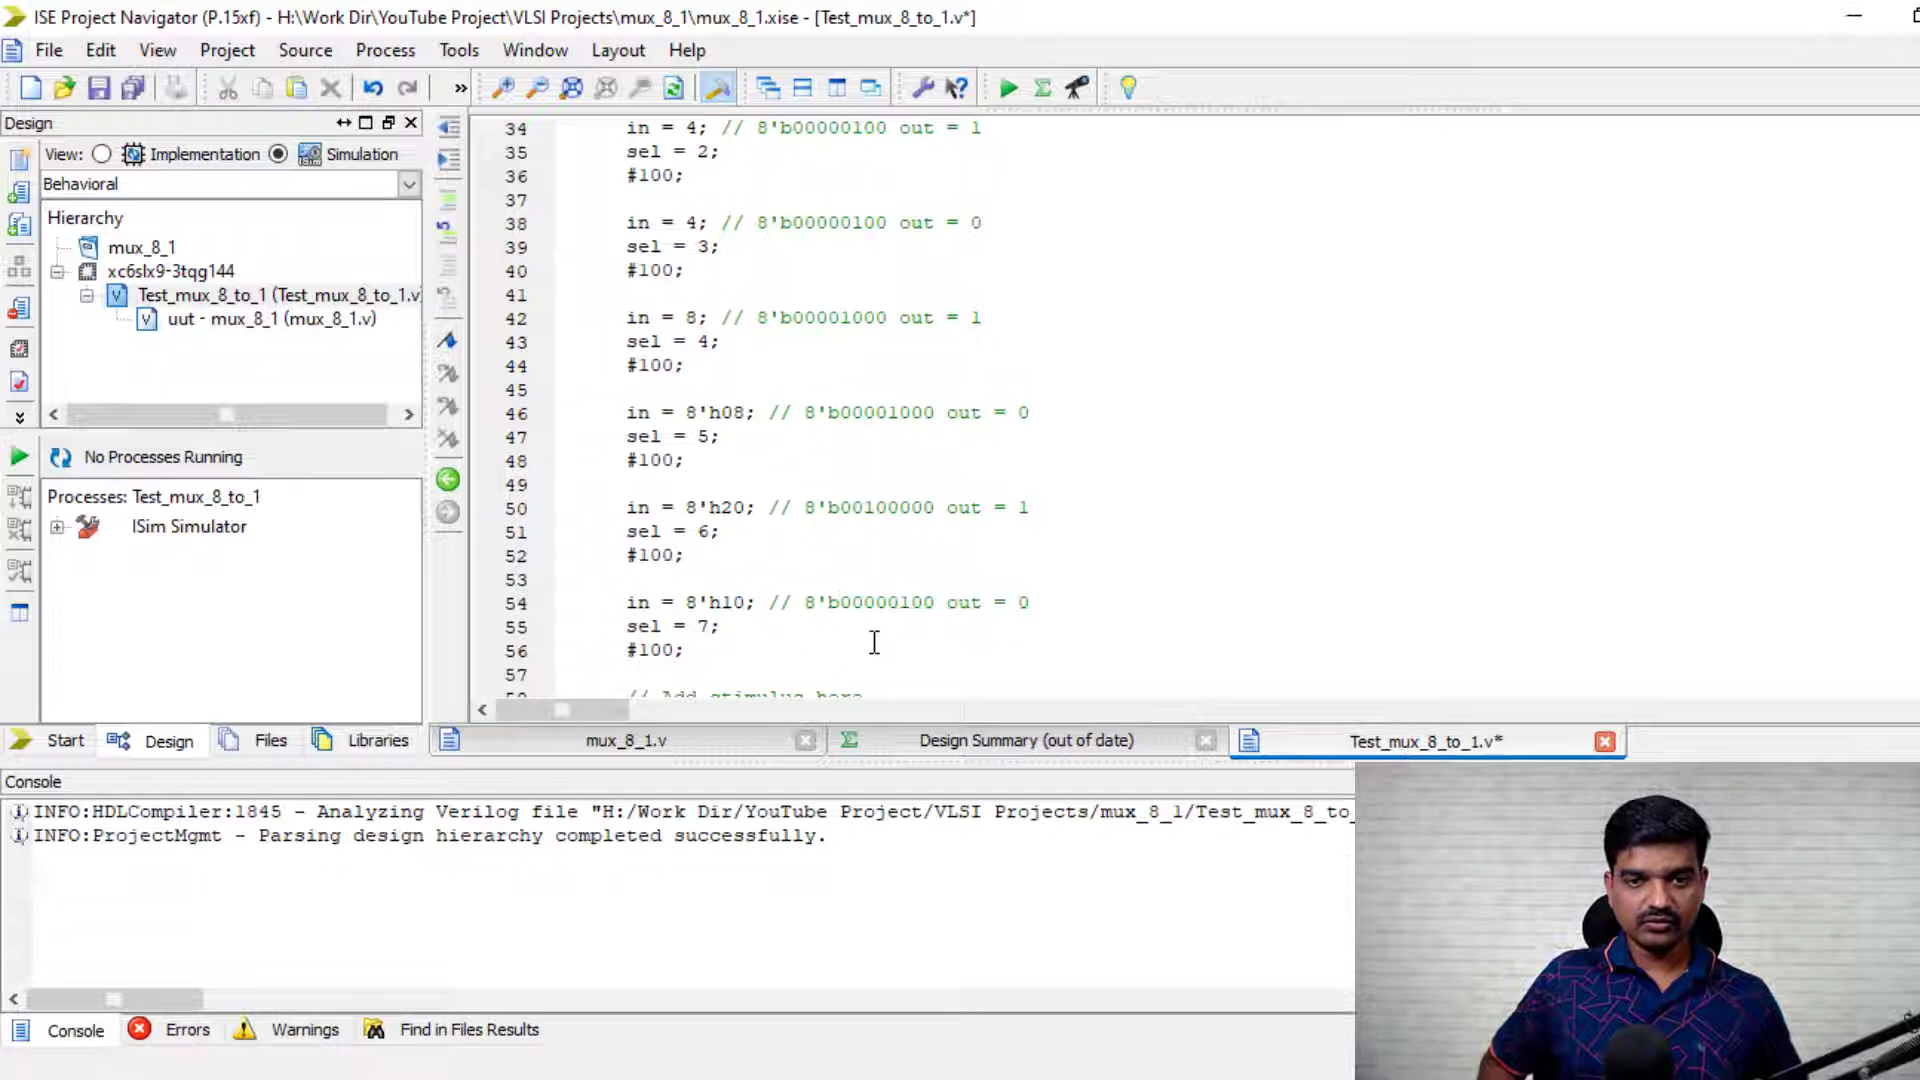 ISE Project Navigator (P.15xf) - H:\Work Dir\YouTube Project\VLSI Projects\mux_8_1\mux_8_1.xise - [Test_mux_8_to_1.v*]
File Edit View Project Source Process Tools Window Layout Help
Design
View: Implementation Simulation
Behavioral
Hierarchy
mux_8_1
xc6slx9-3tqg144
Test_mux_8_to_1 (Test_mux_8_to_1.v
uut - mux_8_1 (mux_8_1.v)
No Processes Running
Processes: Test_mux_8_to_1
ISim Simulator
Start Design Files Libraries
34 in = 4; // 8'b00000100 out = 1
35 sel = 2;
36 #100;
37
38 in = 4; // 8'b00000100 out = 0
39 sel = 3;
40 #100;
41
42 in = 8; // 8'b00001000 out = 1
43 sel = 4;
44 #100;
45
46 in = 8'h08; // 8'b00001000 out = 0
47 sel = 5;
48 #100;
49
50 in = 8'h20; // 8'b00100000 out = 1
51 sel = 6;
52 #100;
53
54 in = 8'h10; // 8'b00000100 out = 0
55 sel = 7;
56 #100;
57
// Add stimulus here
mux_8_1.v Design Summary (out of date) Test_mux_8_to_1.v*
Console
INFO:HDLCompiler:1845 - Analyzing Verilog file "H:/Work Dir/YouTube Project/VLSI Projects/mux_8_1/Test_mux_8_to_
INFO:ProjectMgmt - Parsing design hierarchy completed successfully.
Console Errors Warnings Find in Files Results